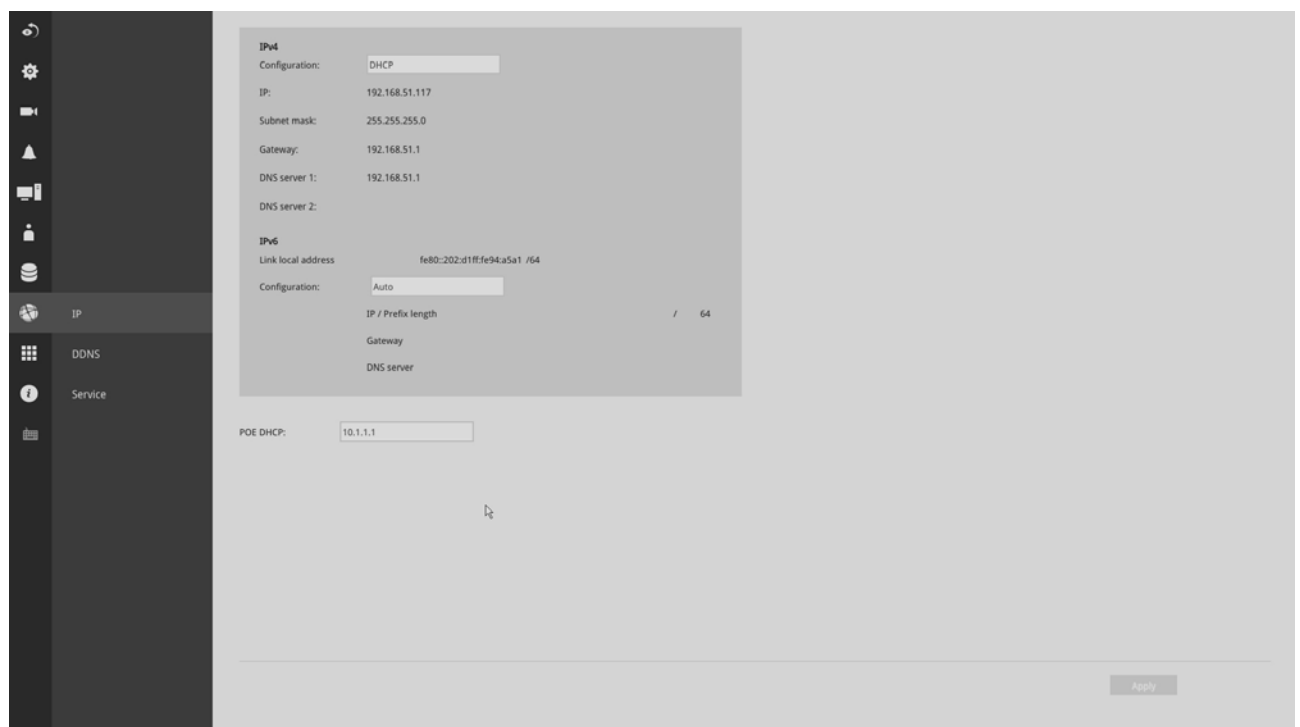 IPv4
Configuration: DHCP
IP: 192.168.51.117
Subnet mask: 255.255.255.0
Gateway: 192.168.51.1
DNS server 1: 192.168.51.1
DNS server 2:
IPv6
Link local address fe80::202:d1ff:fe94:a5a1 /64
Configuration: Auto
IP IP / Prefix length / 64
Gateway
DDNS DNS server
Service
POE DHCP: 10.1.1.1
Apply